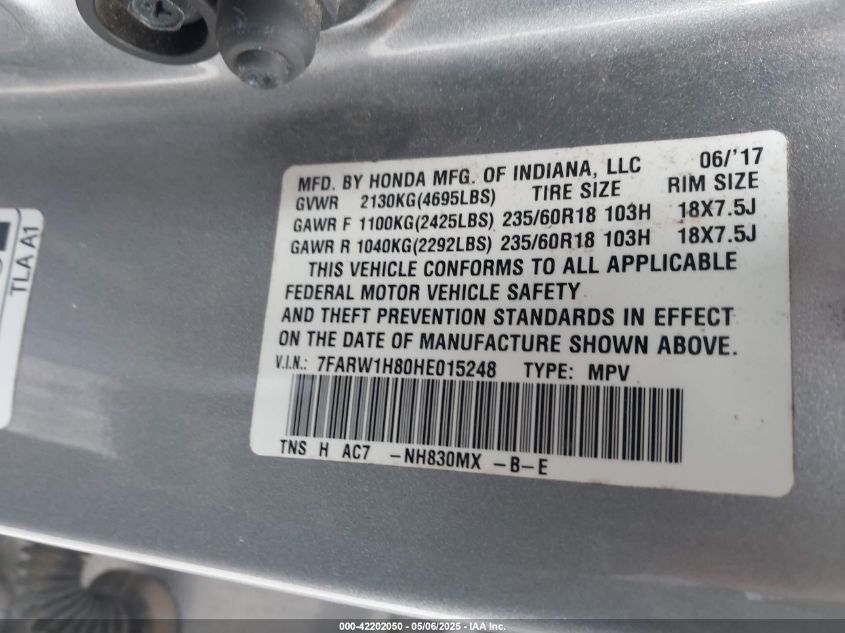 MFD. BY HONDA MFG. OF INDIANA, LLC 06/'17
GVWR 2130KG(4695LBS) TIRE SIZE RIM SIZE
GAWR F 1100KG(2425LBS) 235/60R18 103H 18X7.5J
GAWR R 1040KG(2292LBS) 235/60R18 103H 18X7.5J
THIS VEHICLE CONFORMS TO ALL APPLICABLE
FEDERAL MOTOR VEHICLE SAFETY
AND THEFT PREVENTION STANDARDS IN EFFECT
ON THE DATE OF MANUFACTURE SHOWN ABOVE.
V.I.N.: 7FARW1H80HE015248 TYPE: MPV
TNS H AC7 -NH830MX -B-E
TLA A1
000-42202050 - 05/06/2025 - IAA Inc.